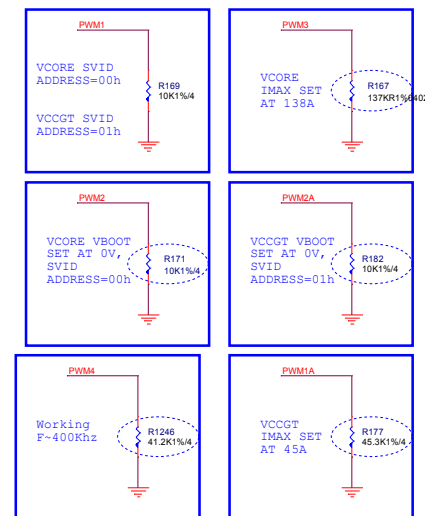 PWM1
VCORE SVID
ADDRESS=00h
R169
10K1%/4
VCCGT SVID
ADDRESS=01h
PWM3
VCORE
IMAX SET
AT 138A
R167
137KR1%0402
PWM2
VCORE VBOOT
SET AT 0V,
SVID
ADDRESS=00h
R171
10K1%/4
PWM2A
VCCGT VBOOT
SET AT 0V,
SVID
ADDRESS=01h
R182
10K1%/4
PWM4
Working
F~400Khz
R1246
41.2K1%/4
PWM1A
VCCGT
IMAX SET
AT 45A
R177
45.3K1%/4